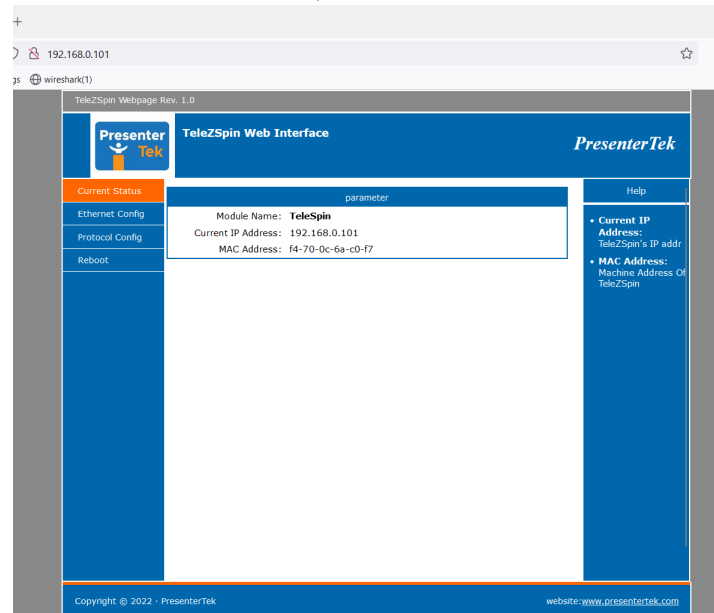 +
192.168.0.101
gs wireshark(1)
TeleZSpin Webpage Rev. 1.0
Presenter
Tek
TeleZSpin Web Interface
PresenterTek
Current Status
Ethernet Config
Protocol Config
Reboot
parameter
Module Name: TeleSpin
Current IP Address: 192.168.0.101
MAC Address: f4-70-0c-6a-c0-f7
Help
• Current IP
Address:
TeleZSpin's IP addr
• MAC Address:
Machine Address Of
TeleZSpin
Copyright © 2022 · PresenterTek
website:www.presentertek.com